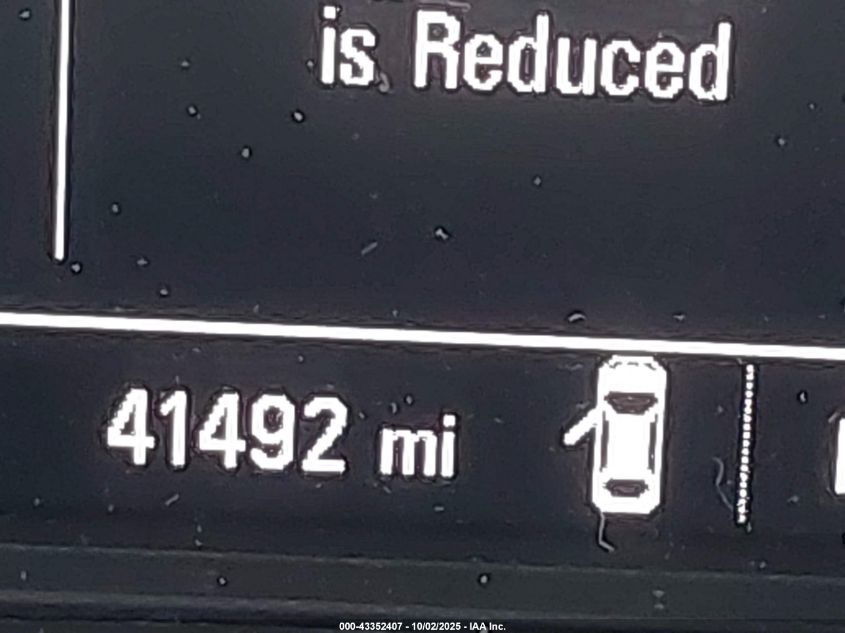 is Reduced
41492 mi
000-43352407 - 10/02/2025 - IAA Inc.